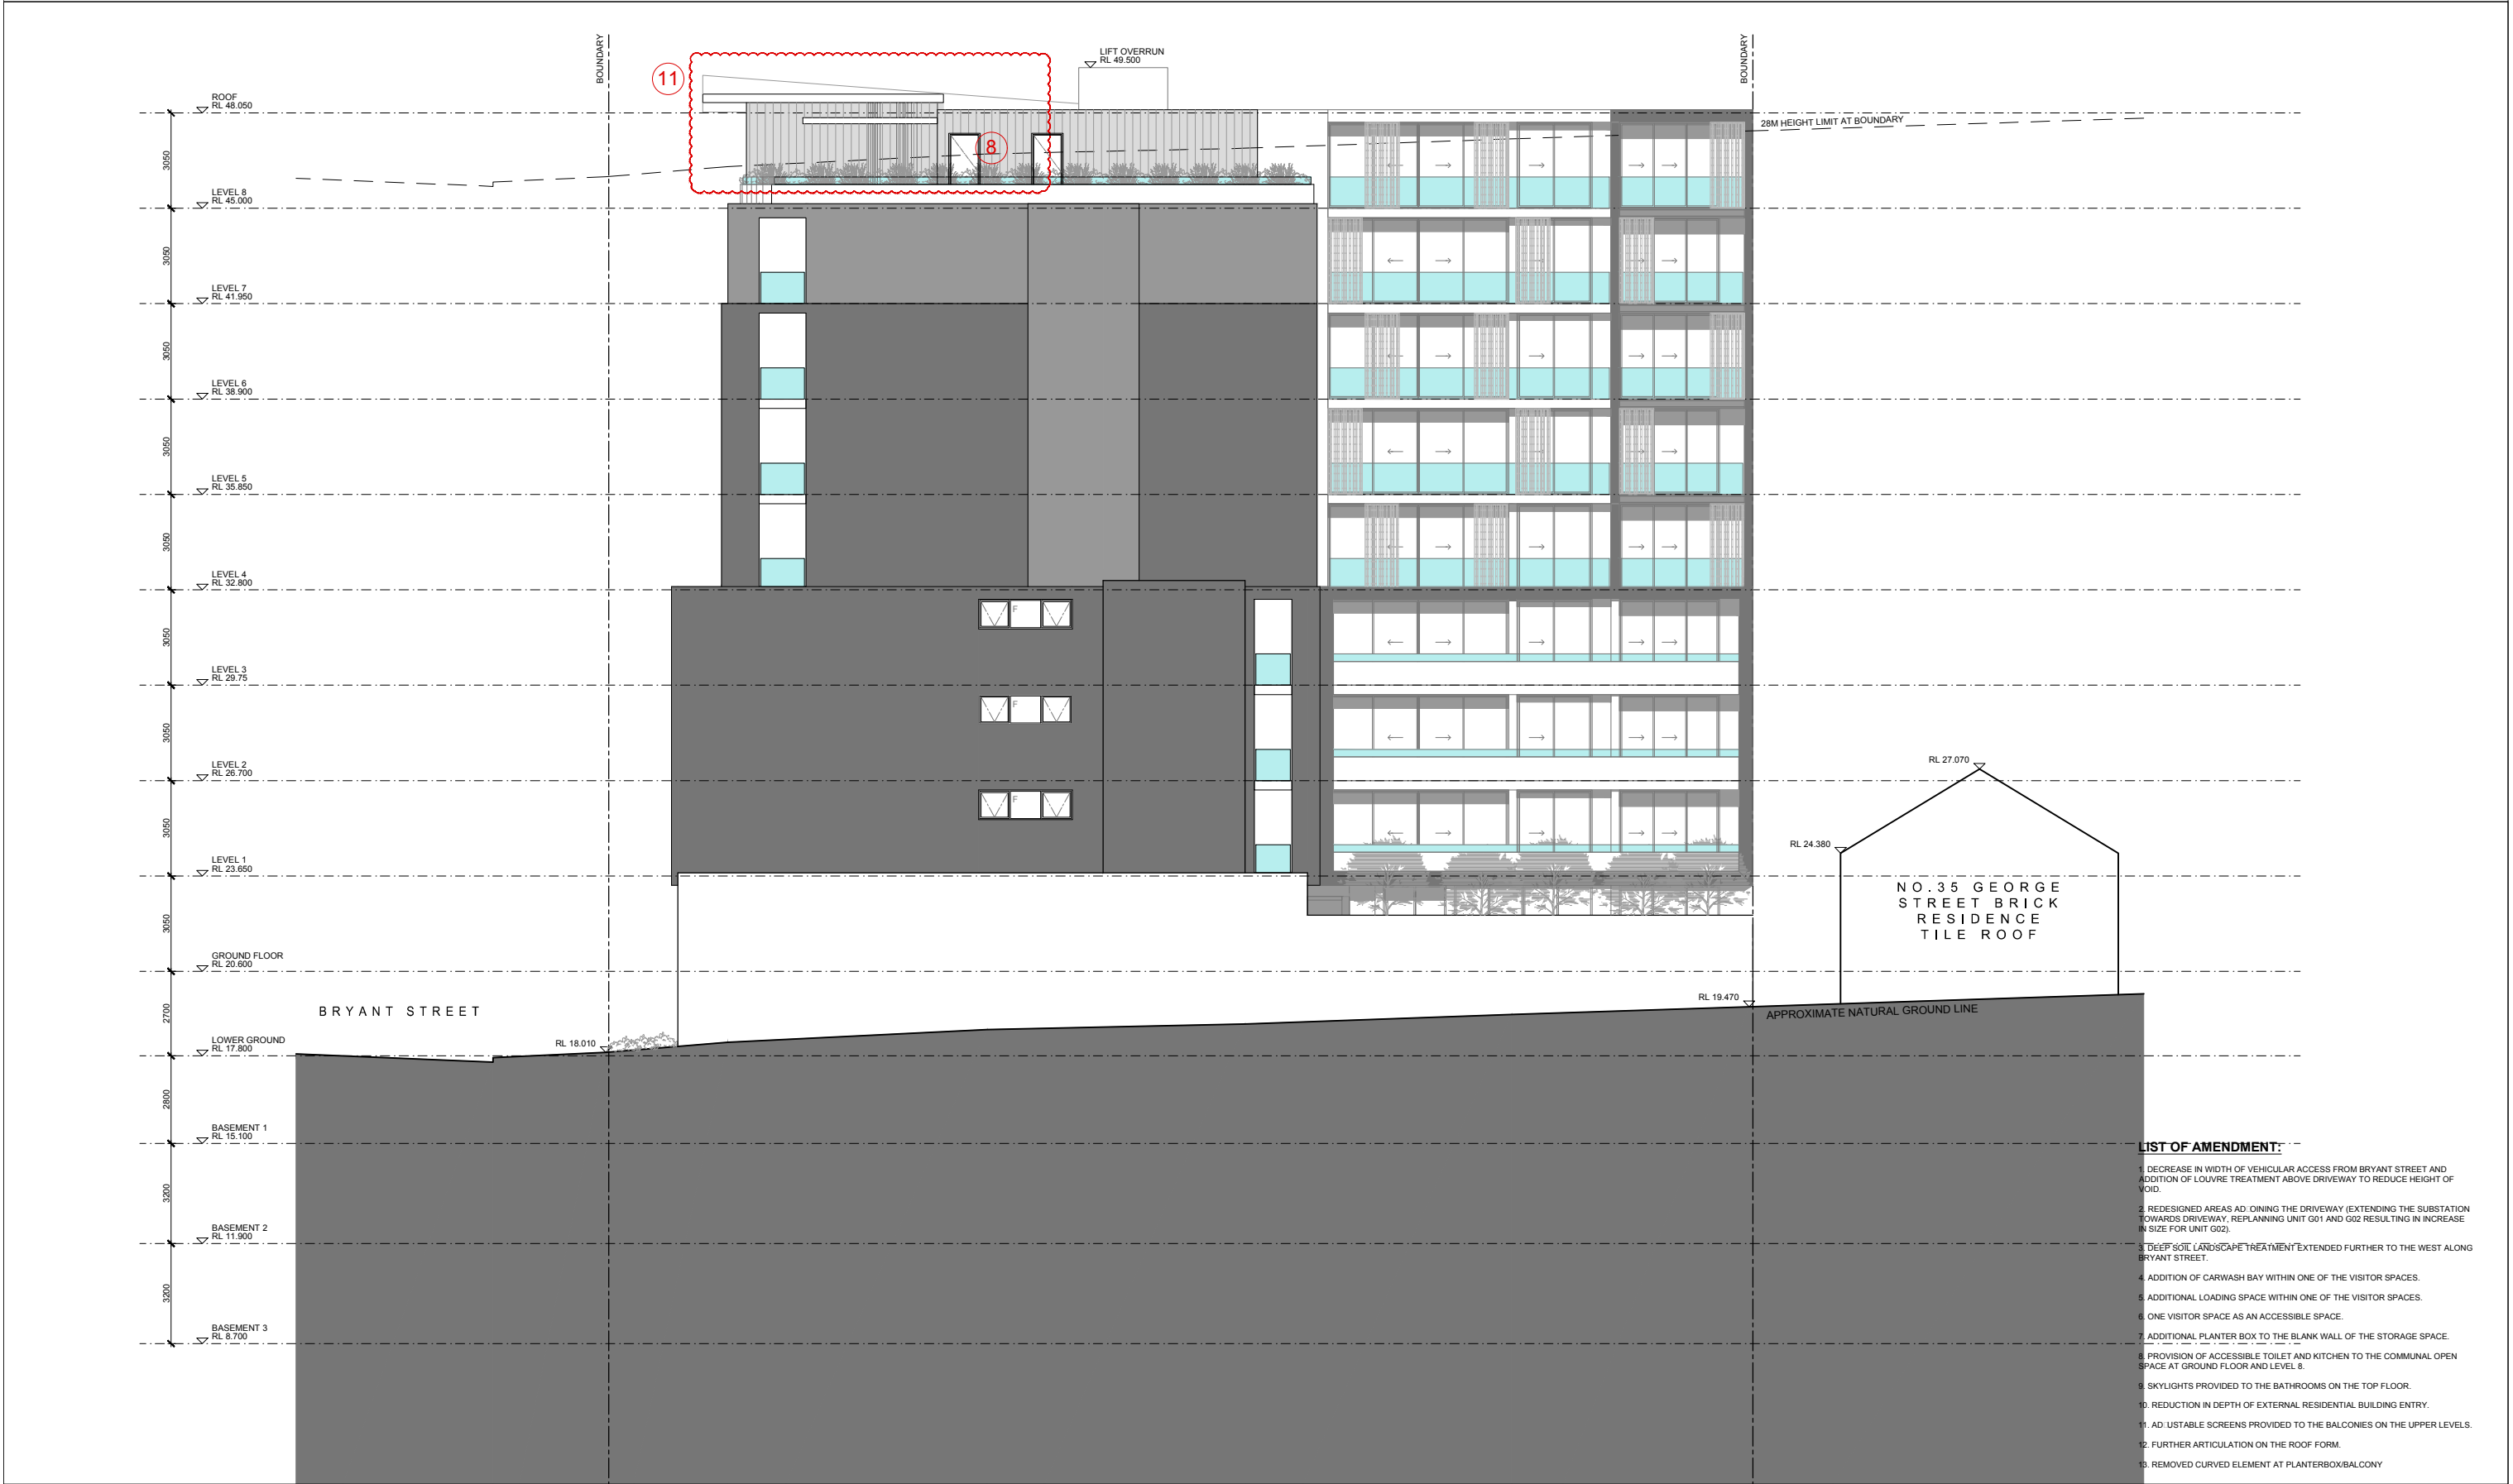 BOUNDARY
BOUNDARY
11
8
LIFT OVERRUN
RL 49.500
28M HEIGHT LIMIT AT BOUNDARY
ROOF
RL 48.050
3050
LEVEL 8
RL 45.000
3050
LEVEL 7
RL 41.950
3050
LEVEL 6
RL 38.900
3050
LEVEL 5
RL 35.850
3050
LEVEL 4
RL 32.800
3050
LEVEL 3
RL 29.75
3050
LEVEL 2
RL 26.700
3050
LEVEL 1
RL 23.650
3050
GROUND FLOOR
RL 20.600
2700
LOWER GROUND
RL 17.800
2800
BASEMENT 1
RL 15.100
3200
BASEMENT 2
RL 11.900
3200
BASEMENT 3
RL 8.700
F
F
F
BRYANT STREET
RL 18.010
RL 19.470
APPROXIMATE NATURAL GROUND LINE
RL 27.070
RL 24.380
NO.35 GEORGE
STREET BRICK
RESIDENCE
TILE ROOF
LIST OF AMENDMENT:
1. DECREASE IN WIDTH OF VEHICULAR ACCESS FROM BRYANT STREET AND
ADDITION OF LOUVRE TREATMENT ABOVE DRIVEWAY TO REDUCE HEIGHT OF
VOID.
2. REDESIGNED AREAS AD OINING THE DRIVEWAY (EXTENDING THE SUBSTATION
TOWARDS DRIVEWAY, REPLANNING UNIT G01 AND G02 RESULTING IN INCREASE
IN SIZE FOR UNIT G02).
3. DEEP SOIL LANDSCAPE TREATMENT EXTENDED FURTHER TO THE WEST ALONG
BRYANT STREET.
4. ADDITION OF CARWASH BAY WITHIN ONE OF THE VISITOR SPACES.
5. ADDITIONAL LOADING SPACE WITHIN ONE OF THE VISITOR SPACES.
6. ONE VISITOR SPACE AS AN ACCESSIBLE SPACE.
7. ADDITIONAL PLANTER BOX TO THE BLANK WALL OF THE STORAGE SPACE.
8. PROVISION OF ACCESSIBLE TOILET AND KITCHEN TO THE COMMUNAL OPEN
SPACE AT GROUND FLOOR AND LEVEL 8.
9. SKYLIGHTS PROVIDED TO THE BATHROOMS ON THE TOP FLOOR.
10. REDUCTION IN DEPTH OF EXTERNAL RESIDENTIAL BUILDING ENTRY.
11. AD USTABLE SCREENS PROVIDED TO THE BALCONIES ON THE UPPER LEVELS.
12. FURTHER ARTICULATION ON THE ROOF FORM.
13. REMOVED CURVED ELEMENT AT PLANTERBOX/BALCONY